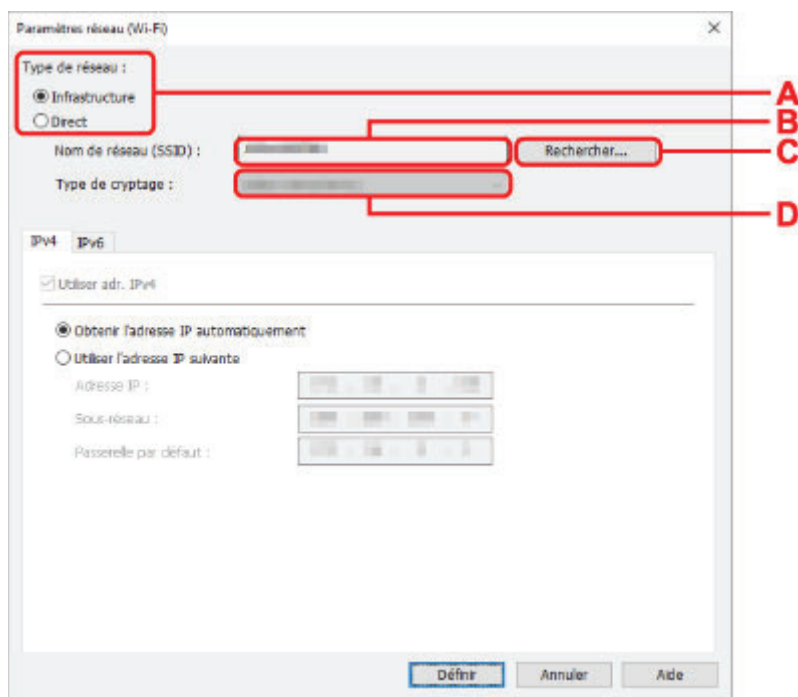 Paramètres réseau (Wi-Fi)
Type de réseau :
Infrastructure
Direct
A
B
Nom de réseau (SSID) :
Rechercher...
C
Type de cryptage :
D
IPv4 IPv6
Utiliser adr. IPv4
Obtenir l'adresse IP automatiquement
Utiliser l'adresse IP suivante
Adresse IP :
Sous-réseau :
Passerelle par défaut :
Définir Annuler Aide